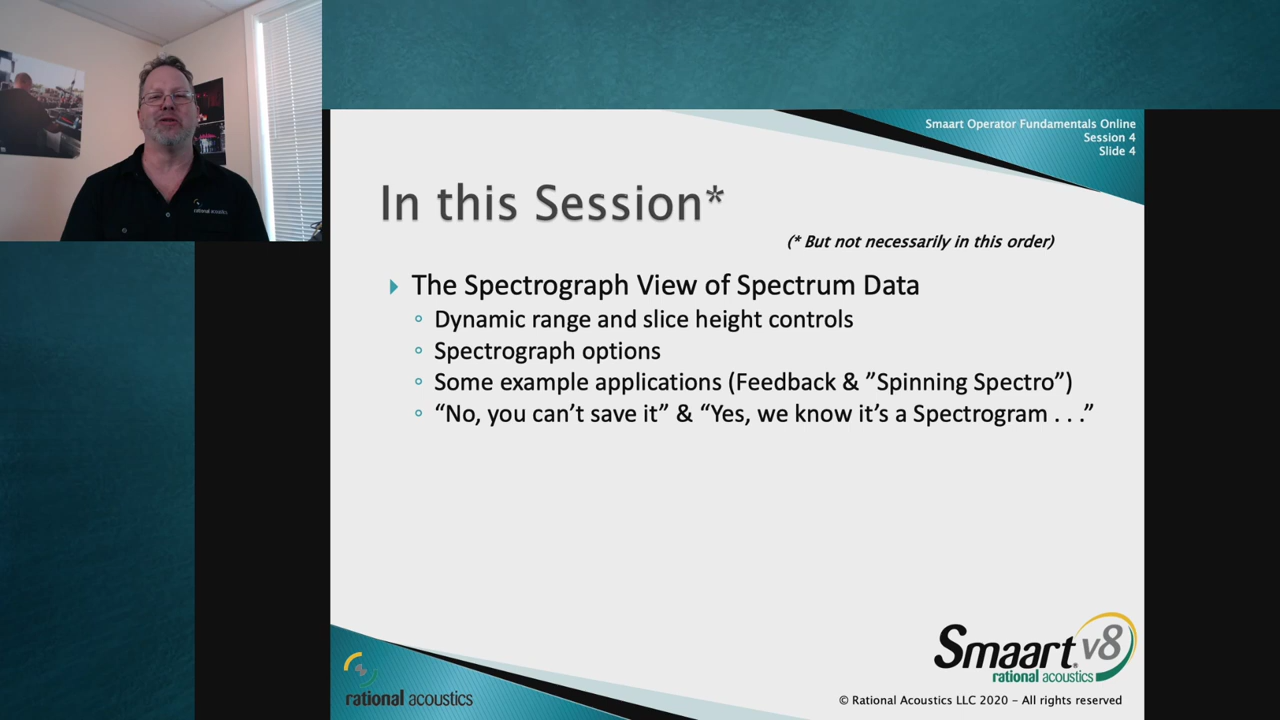 rational acoustics
Smaart Operator Fundamentals Online
Session 4
Slide 4
In this Session*
(* But not necessarily in this order)
The Spectrograph View of Spectrum Data
Dynamic range and slice height controls
Spectrograph options
Some example applications (Feedback & ”Spinning Spectro”)
“No, you can’t save it” & “Yes, we know it’s a Spectrogram . . .”
Smaart® v8
rational acoustics
rational acoustics
© Rational Acoustics LLC 2020 – All rights reserved